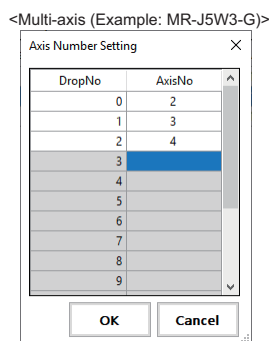 <Multi-axis (Example: MR-J5W3-G)>
Axis Number Setting
DropNo AxisNo
0 2
1 3
2 4
3
4
5
6
7
8
9
OK Cancel